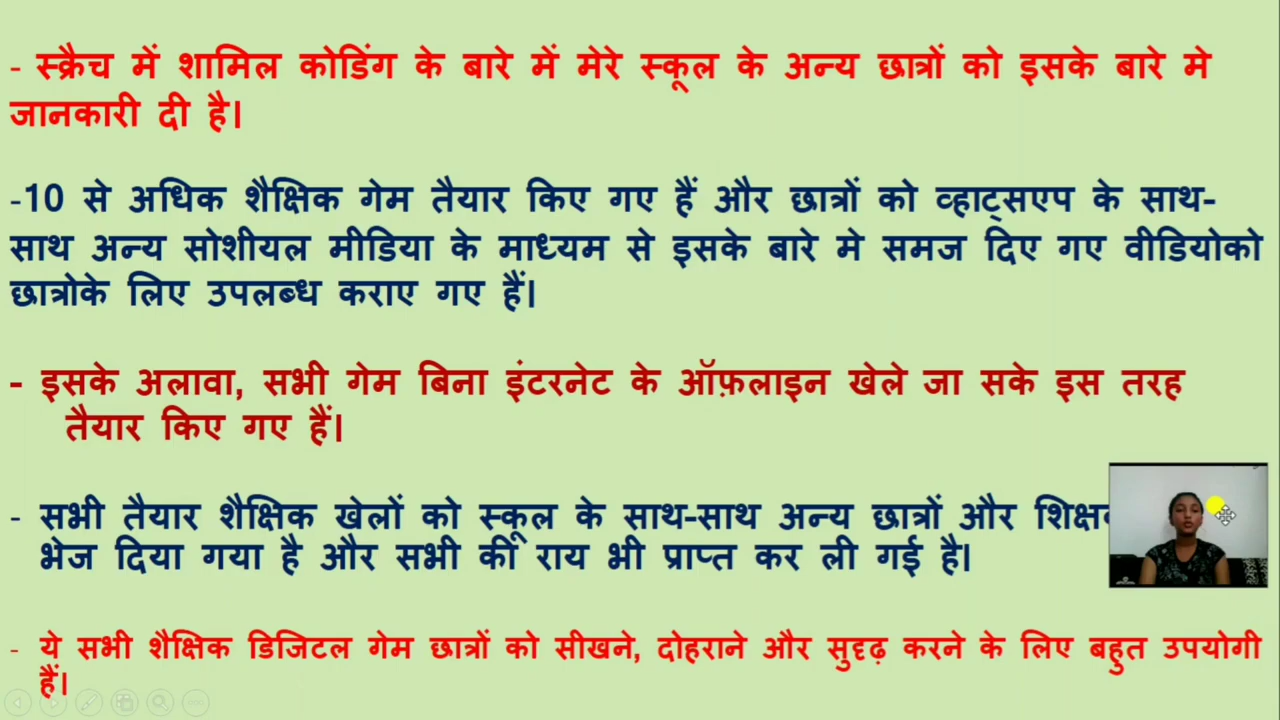 - स्क्रैच में शामिल कोडिंग के बारे में मेरे स्कूल के अन्य छात्रों को इसके बारे मे
जानकारी दी है।
-10 से अधिक शैक्षिक गेम तैयार किए गए हैं और छात्रों को व्हाट्सएप के साथ-
साथ अन्य सोशीयल मीडिया के माध्यम से इसके बारे मे समज दिए गए वीडियोको
छात्रोके लिए उपलब्ध कराए गए हैं।
- इसके अलावा, सभी गेम बिना इंटरनेट के ऑफ़लाइन खेले जा सके इस तरह
तैयार किए गए हैं।
- सभी तैयार शैक्षिक खेलों को स्कूल के साथ-साथ अन्य छात्रों और
भेज दिया गया है और सभी की राय भी प्राप्त कर ली गई है।
- ये सभी शैक्षिक डिजिटल गेम छात्रों को सीखने, दोहराने और सुदृढ़ करने के लिए बहुत उपयोगी
हैं।